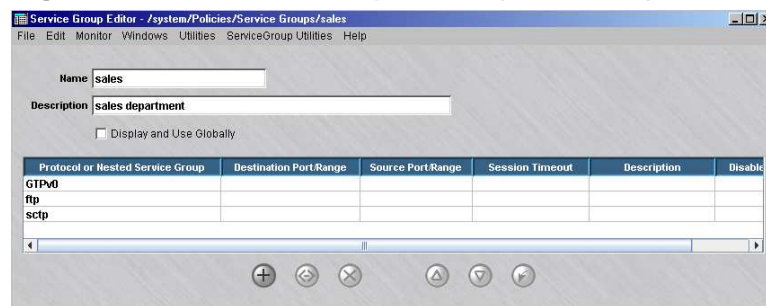 Service Group Editor - /system/Policies/Service Groups/sales
File Edit Monitor Windows Utilities ServiceGroup Utilities Help
Name sales
Description sales department
Display and Use Globally
Protocol or Nested Service Group Destination Port/Range Source Port/Range Session Timeout Description Disable
GTPv0
ftp
sctp